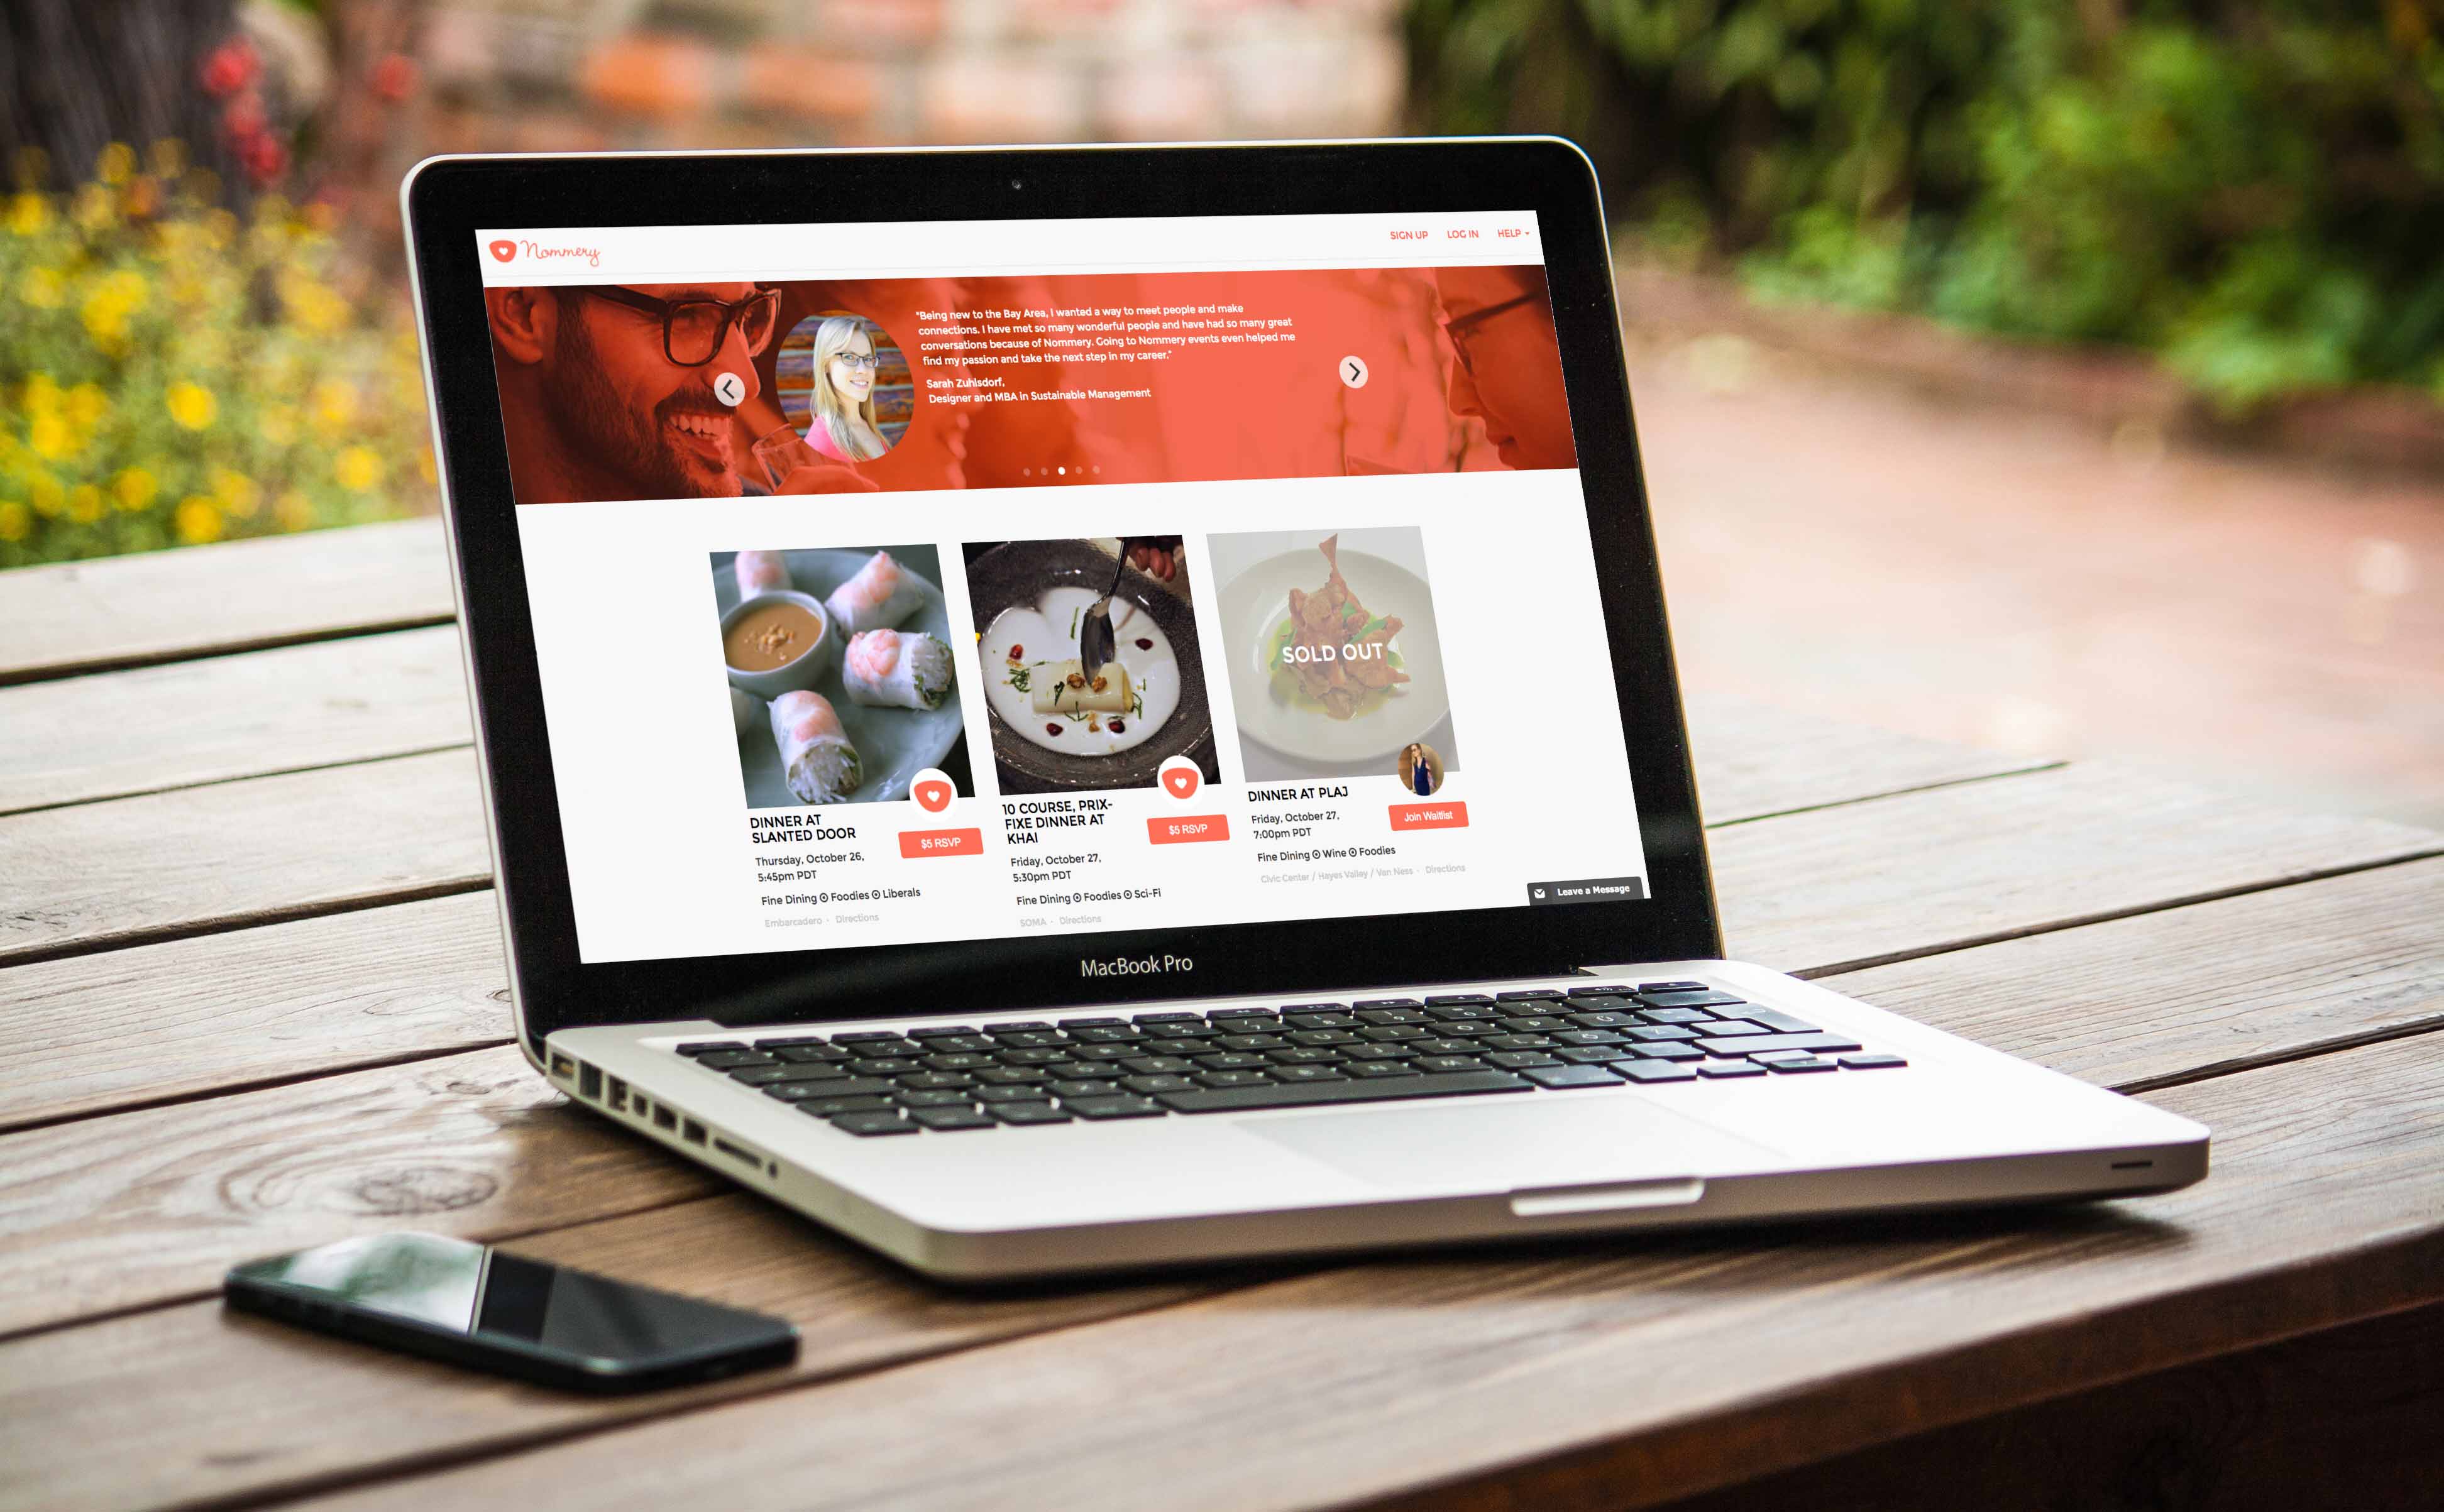 Nommery
SIGN UP LOG IN HELP
"Being new to the Bay Area, I wanted a way to meet people and make
connections. I have met so many wonderful people and have had so many great
conversations because of Nommery. Going to Nommery events even helped me
find my passion and take the next step in my career."
Sarah Zuhlsdorf,
Designer and MBA in Sustainable Management
DINNER AT
SLANTED DOOR
$5 RSVP
Thursday, October 26,
5:45pm PDT
Fine Dining ⊙ Foodies ⊙ Liberals
Embarcadero · Directions
10 COURSE, PRIX-
FIXE DINNER AT
KHAI
$5 RSVP
Friday, October 27,
5:30pm PDT
Fine Dining ⊙ Foodies ⊙ Sci-Fi
SOMA · Directions
SOLD OUT
DINNER AT PLAJ
Join Waitlist
Friday, October 27,
7:00pm PDT
Fine Dining ⊙ Wine ⊙ Foodies
Civic Center / Hayes Valley / Van Ness · Directions
Leave a Message
MacBook Pro